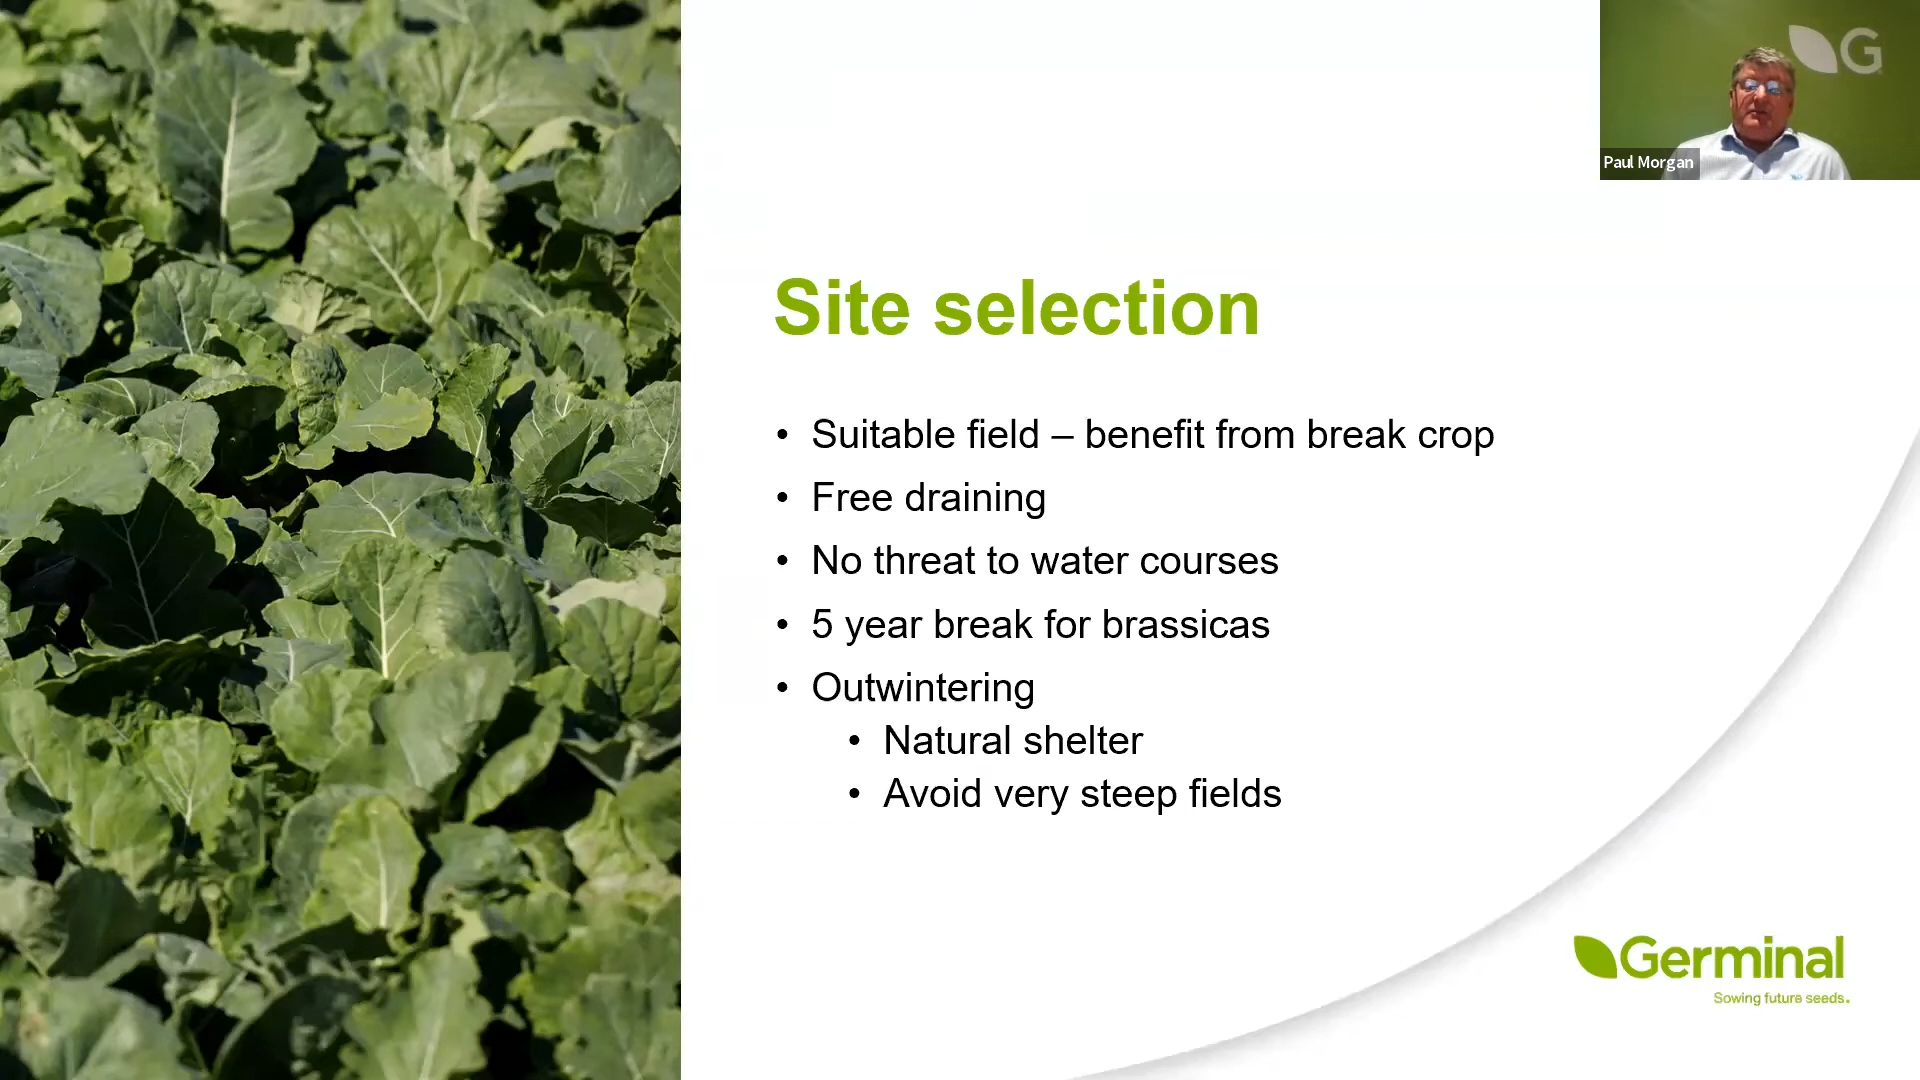 G
Paul Morgan
Site selection
• Suitable field – benefit from break crop
• Free draining
• No threat to water courses
• 5 year break for brassicas
• Outwintering
• Natural shelter
• Avoid very steep fields
Germinal
Sowing future seeds.